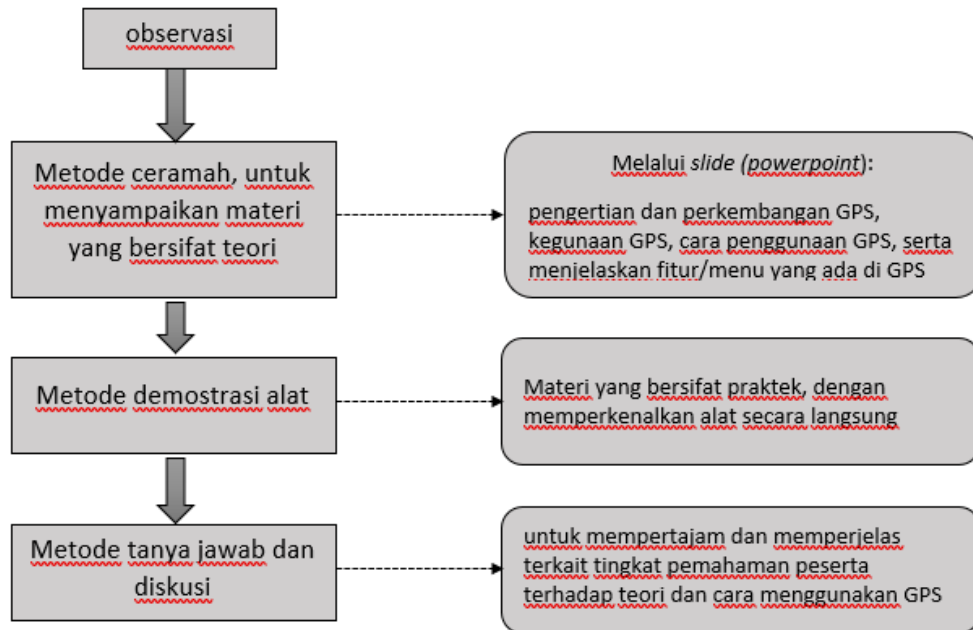 observasi
Metode ceramah, untuk
menyampaikan materi
yang bersifat teori
Melalui slide (powerpoint):
pengertian dan perkembangan GPS,
kegunaan GPS, cara penggunaan GPS, serta
menjelaskan fitur/menu yang ada di GPS
Metode demostrasi alat
Materi yang bersifat praktek, dengan
memperkenalkan alat secara langsung
Metode tanya jawab dan
diskusi
untuk mempertajam dan memperjelas
terkait tingkat pemahaman peserta
terhadap teori dan cara menggunakan GPS